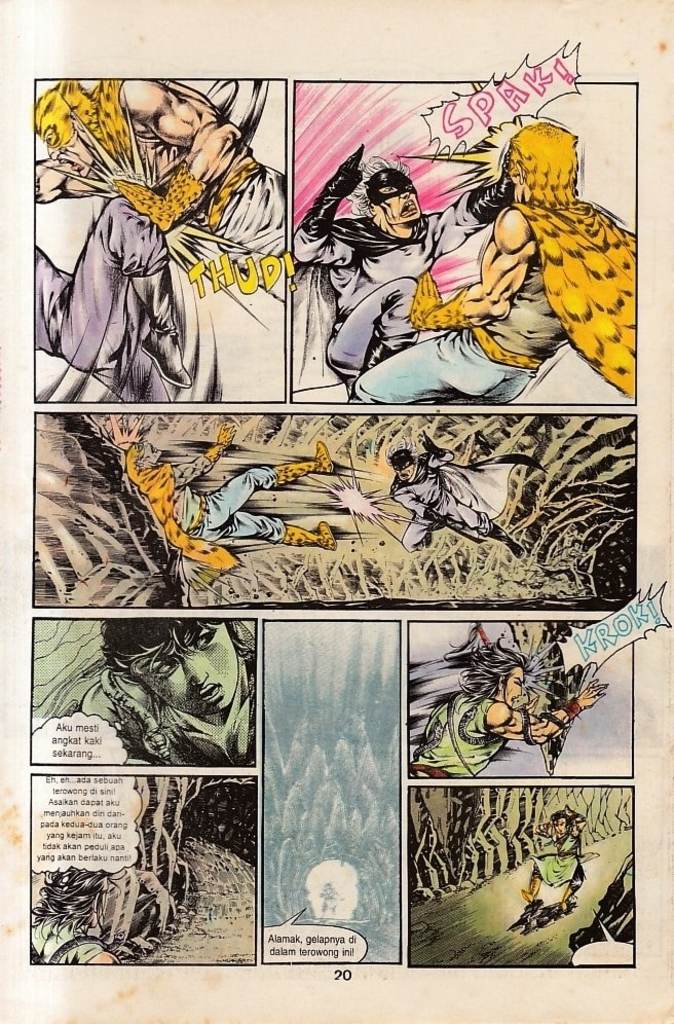 THUD!
SPAK!
Aku mesti
angkat kaki
sekarang...
Eh, eh...ada sebuah
terowong di sini!
Asalkan dapat aku
menjauhkan diri dari-
pada kedua-dua orang
yang kejam itu, aku
tidak akan peduli apa
yang akan berlaku nanti!
Alamak, gelapnya di
dalam terowong ini!
KROK!
20